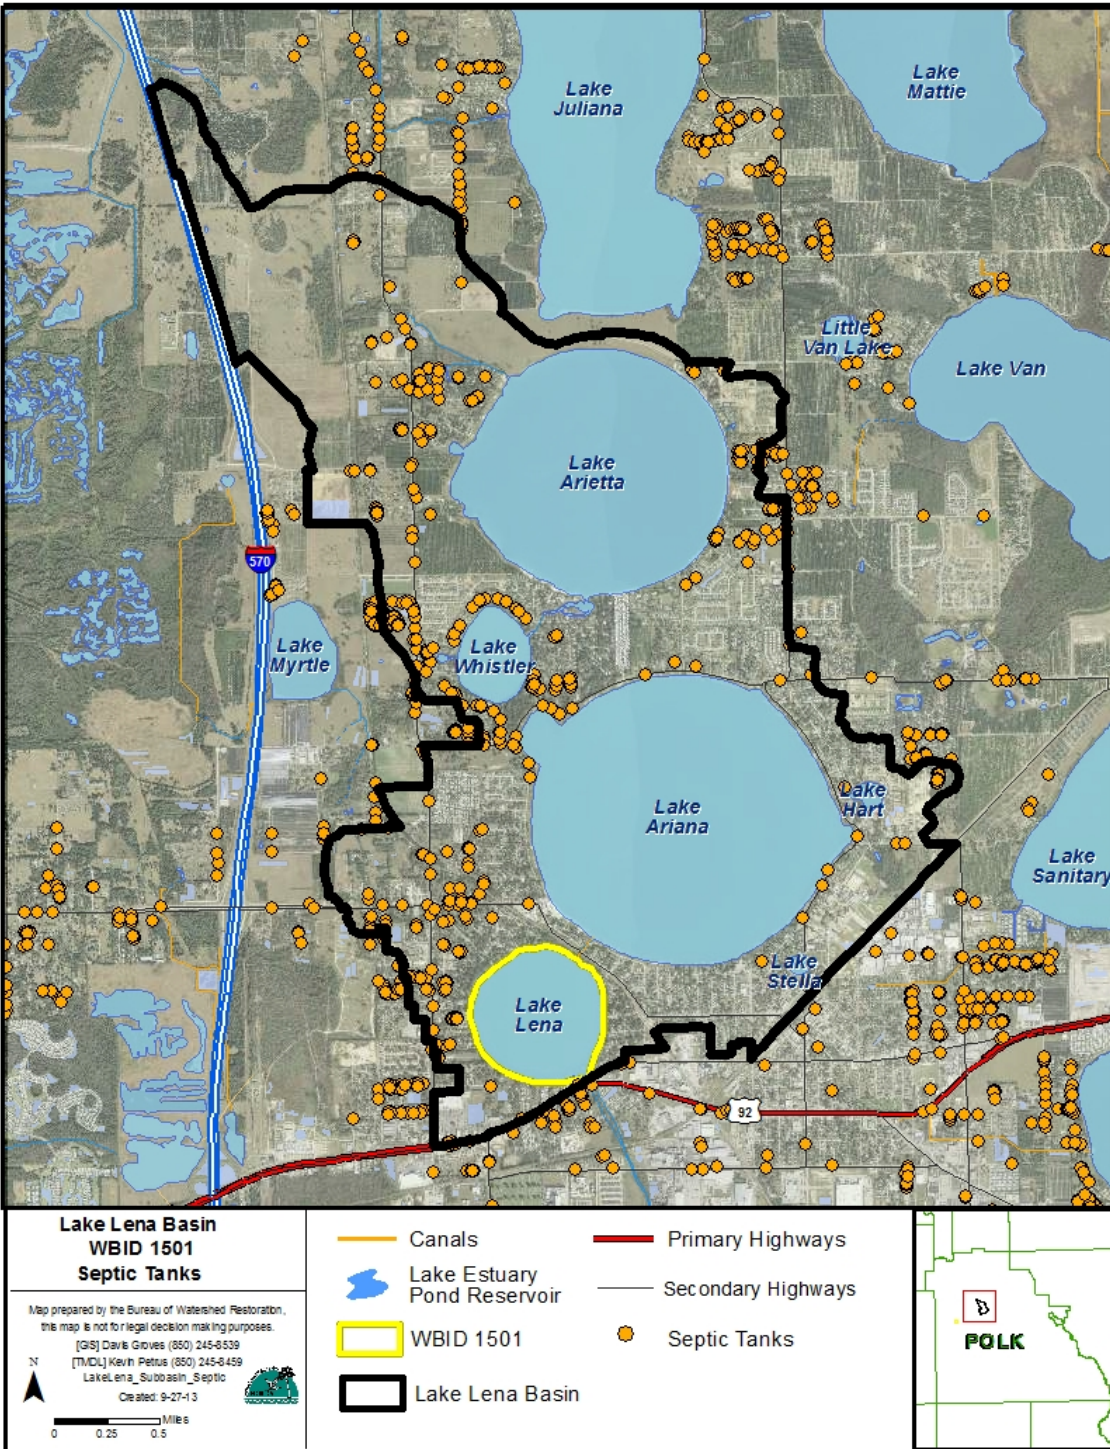 Lake
Juliana
Lake
Mattie
Little
Van Lake
Lake Van
Lake
Arietta
570
Lake
Myrtle
Lake
Whistler
Lake
Ariana
Lake
Hart
Lake
Sanitary
Lake
Stella
Lake
Lena
92
Lake Lena Basin
WBID 1501
Septic Tanks
Map prepared by the Bureau of Watershed Restoration,
this map is not for legal decision making purposes.
[GIS] Davis Groves (850) 245-8539
[TMDL] Kevin Petrus (850) 245-8459
LakeLena_Subbasin_Septic
Created: 9-27-13
N
Miles
0 0.25 0.5
Canals
Lake Estuary
Pond Reservoir
WBID 1501
Lake Lena Basin
Primary Highways
Secondary Highways
Septic Tanks
POLK